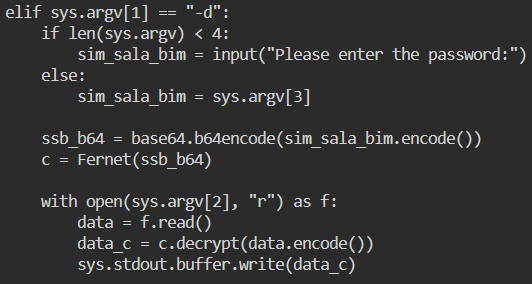 elif sys.argv[1] == "-d":
    if len(sys.argv) < 4:
        sim_sala_bim = input("Please enter the password:")
    else:
        sim_sala_bim = sys.argv[3]

    ssb_b64 = base64.b64encode(sim_sala_bim.encode())
    c = Fernet(ssb_b64)

    with open(sys.argv[2], "r") as f:
        data = f.read()
        data_c = c.decrypt(data.encode())
        sys.stdout.buffer.write(data_c)